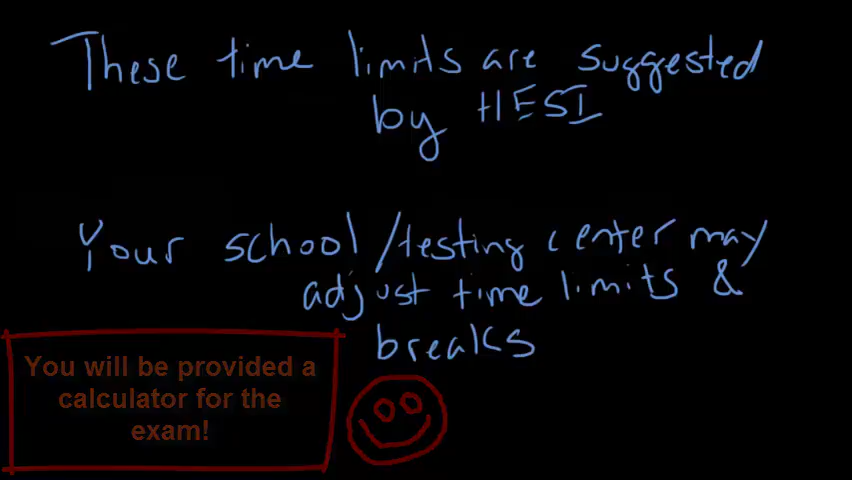 These time limits are suggested
by HESI
Your school/testing center may
adjust time limits &
breaks
You will be provided a
calculator for the
exam!